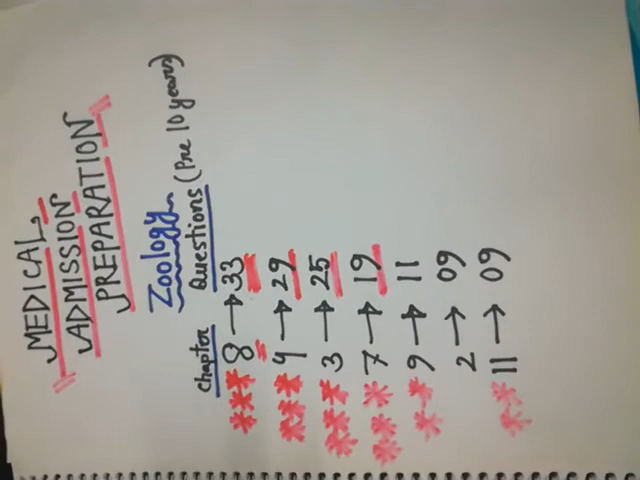 MEDICAL
ADMISSION
PREPARATION
Zoology
Chapter Questions (Pre 10 years)
*** 8 → 33
*** 4 → 29
*** 3 → 25
*** 7 → 19
** 9 → 11
2 → 09
** 11 → 09